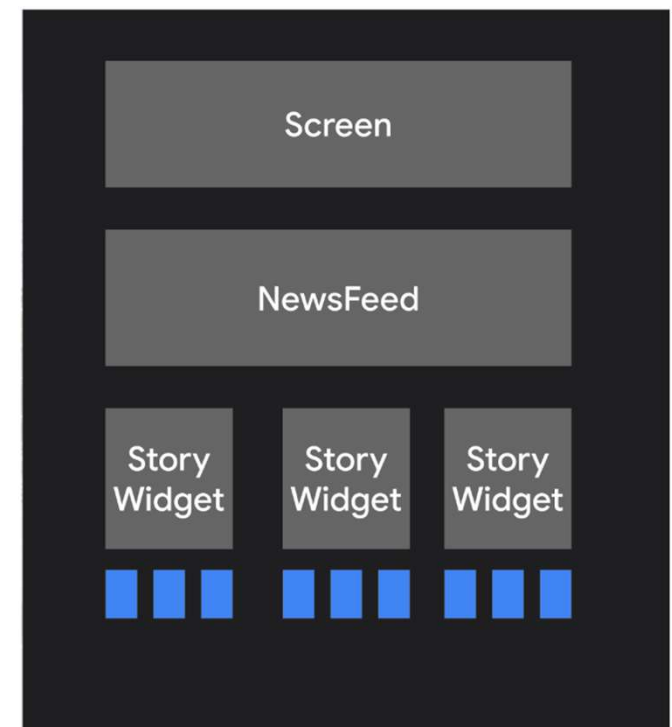 Screen
NewsFeed
Story
Widget
Story
Widget
Story
Widget